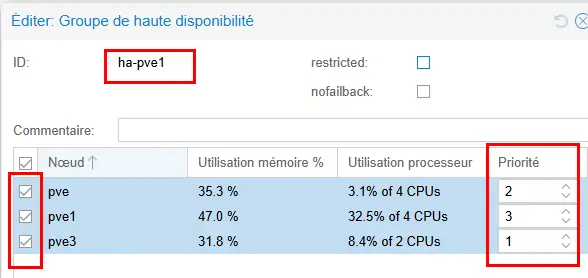 Éditer: Groupe de haute disponibilité
ID: ha-pve1 restricted:
nofailback:
Commentaire:
Nœud Utilisation mémoire % Utilisation processeur Priorité
pve 35.3 % 3.1% of 4 CPUs 2
pve1 47.0 % 32.5% of 4 CPUs 3
pve3 31.8 % 8.4% of 2 CPUs 1